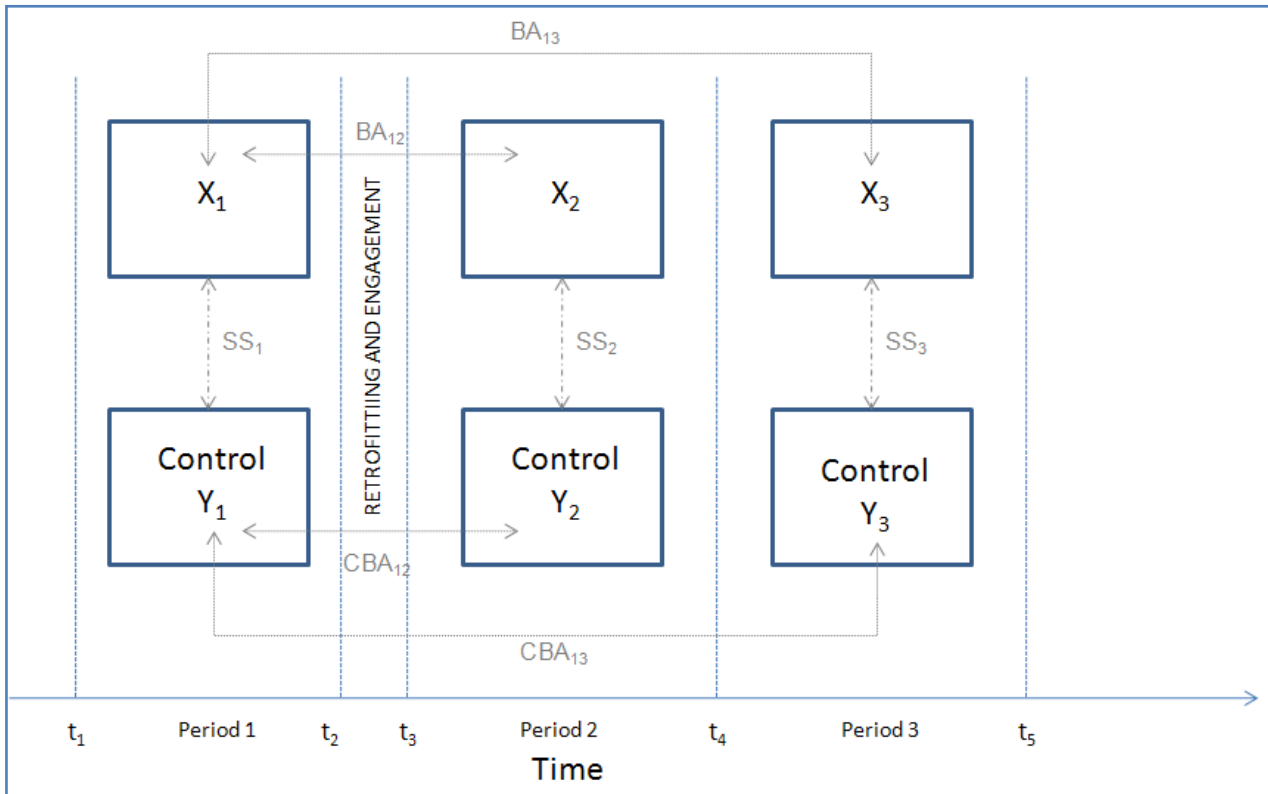 BA₁₃
BA₁₂
X₁
X₂
X₃
RETROFITTIING AND ENGAGEMENT
SS₁
SS₂
SS₃
Control
Y₁
Control
Y₂
Control
Y₃
CBA₁₂
CBA₁₃
t₁ Period 1 t₂ t₃ Period 2 t₄ Period 3 t₅
Time